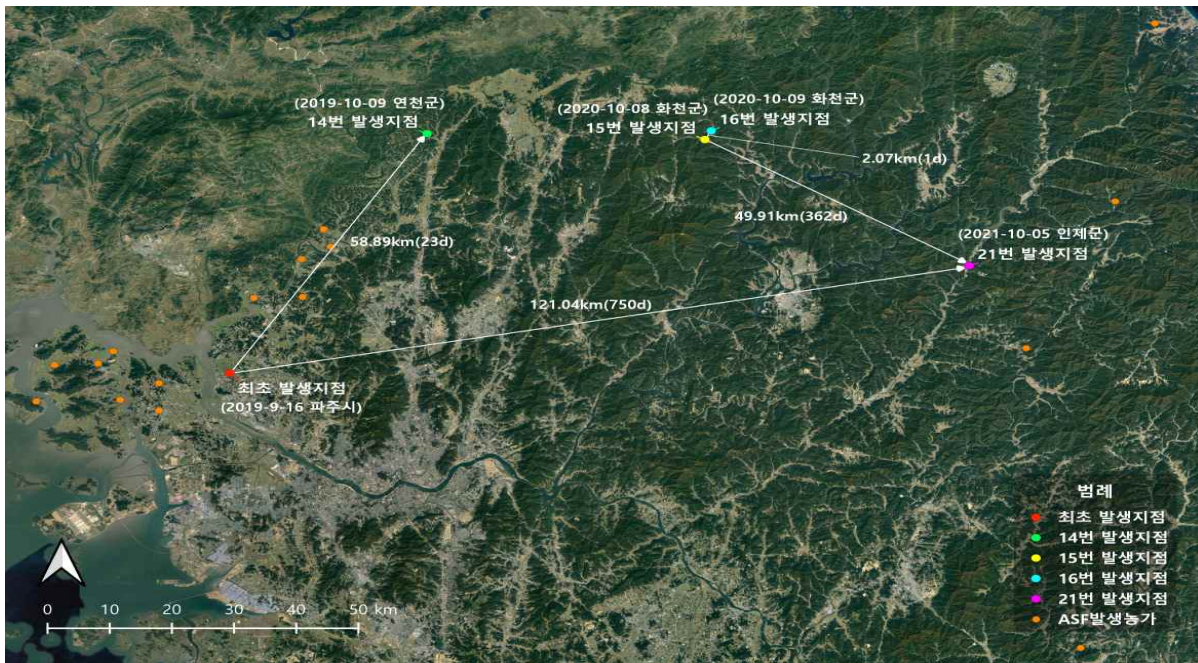 (2019-10-09 연천군)
14번 발생지점
(2020-10-08 화천군)
15번 발생지점
(2020-10-09 화천군)
16번 발생지점
2.07km(1d)
49.91km(362d)
(2021-10-05 인제군)
21번 발생지점
58.89km(23d)
121.04km(750d)
최초 발생지점
(2019-9-16 파주시)
범례
최초 발생지점
14번 발생지점
15번 발생지점
16번 발생지점
21번 발생지점
ASF발생농가
0 10 20 30 40 50 km